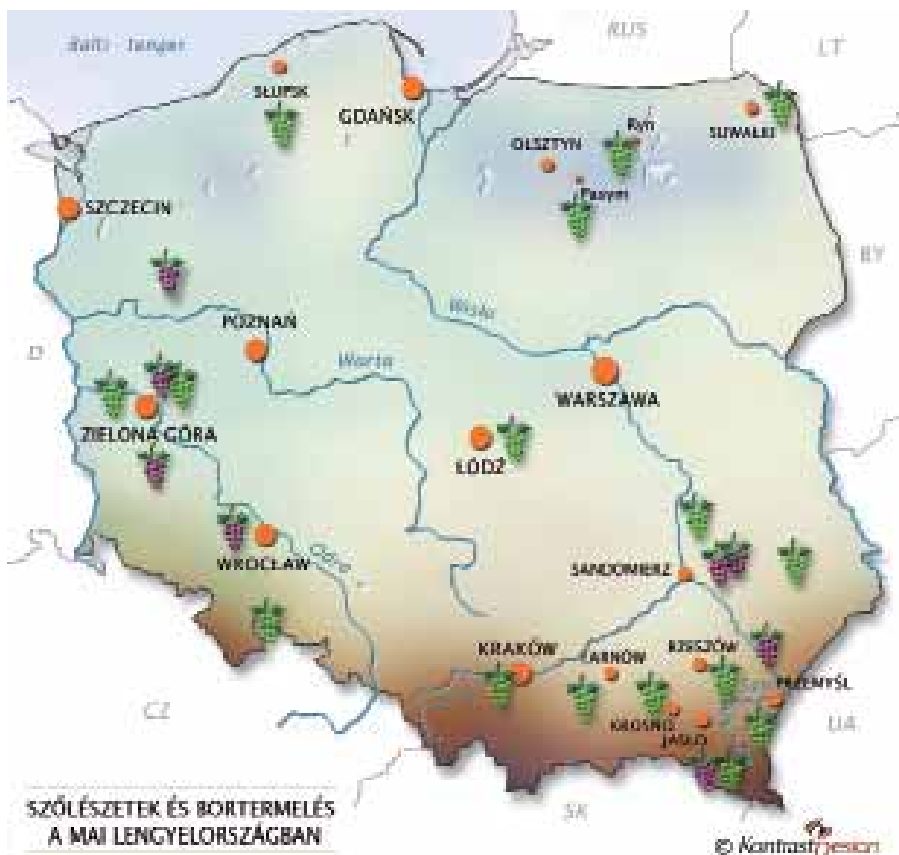 Balti tenger
RUS
LT
SŁUPSK
GDAŃSK
Ryn
SUWAŁKI
OLSZTYN
Pasym
SZCZECIN
BY
Wisła
POZNAŃ
D
Warta
WARSZAWA
ZIELONA GÓRA
ŁÓDŹ
WROCŁAW
Odra
SANDOMIERZ
KRAKÓW
TARNÓW
RZESZÓW
PRZEMYŚL
KROSNO
JASŁO
CZ
UA
SK
SZŐLÉSZETEK ÉS BORTERMELÉS
A MAI LENGYELORSZÁGBAN
© KontrastDesign